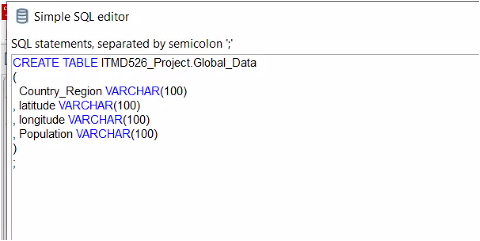 Simple SQL editor
SQL statements, separated by semicolon ';'
CREATE TABLE ITMD526_Project.Global_Data
(
  Country_Region VARCHAR(100)
, latitude VARCHAR(100)
, longitude VARCHAR(100)
, Population VARCHAR(100)
)
;